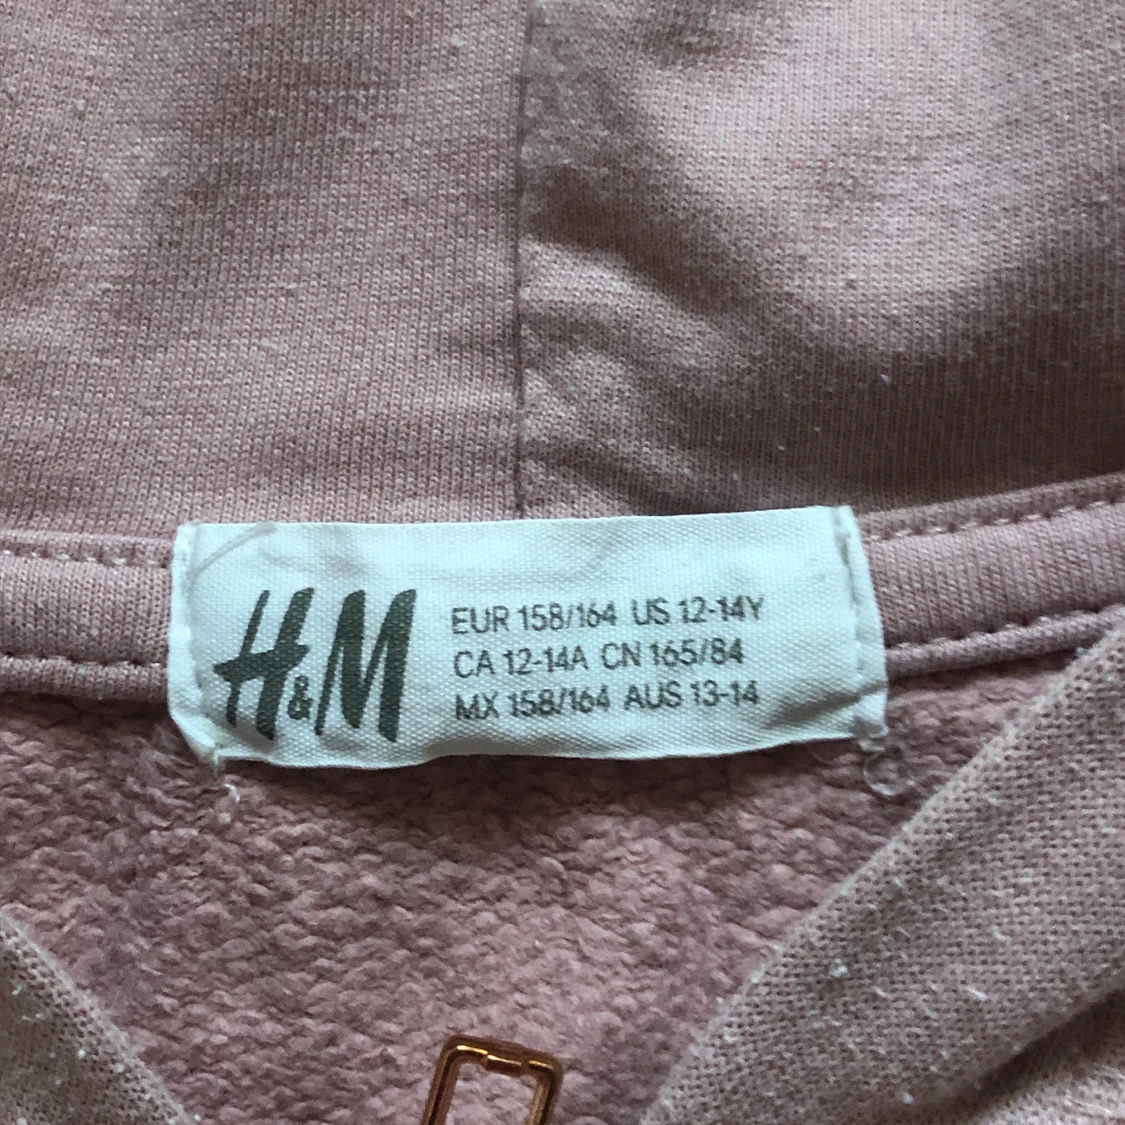 H&M
EUR 158/164 US 12-14Y
CA 12-14A CN 165/84
MX 158/164 AUS 13-14